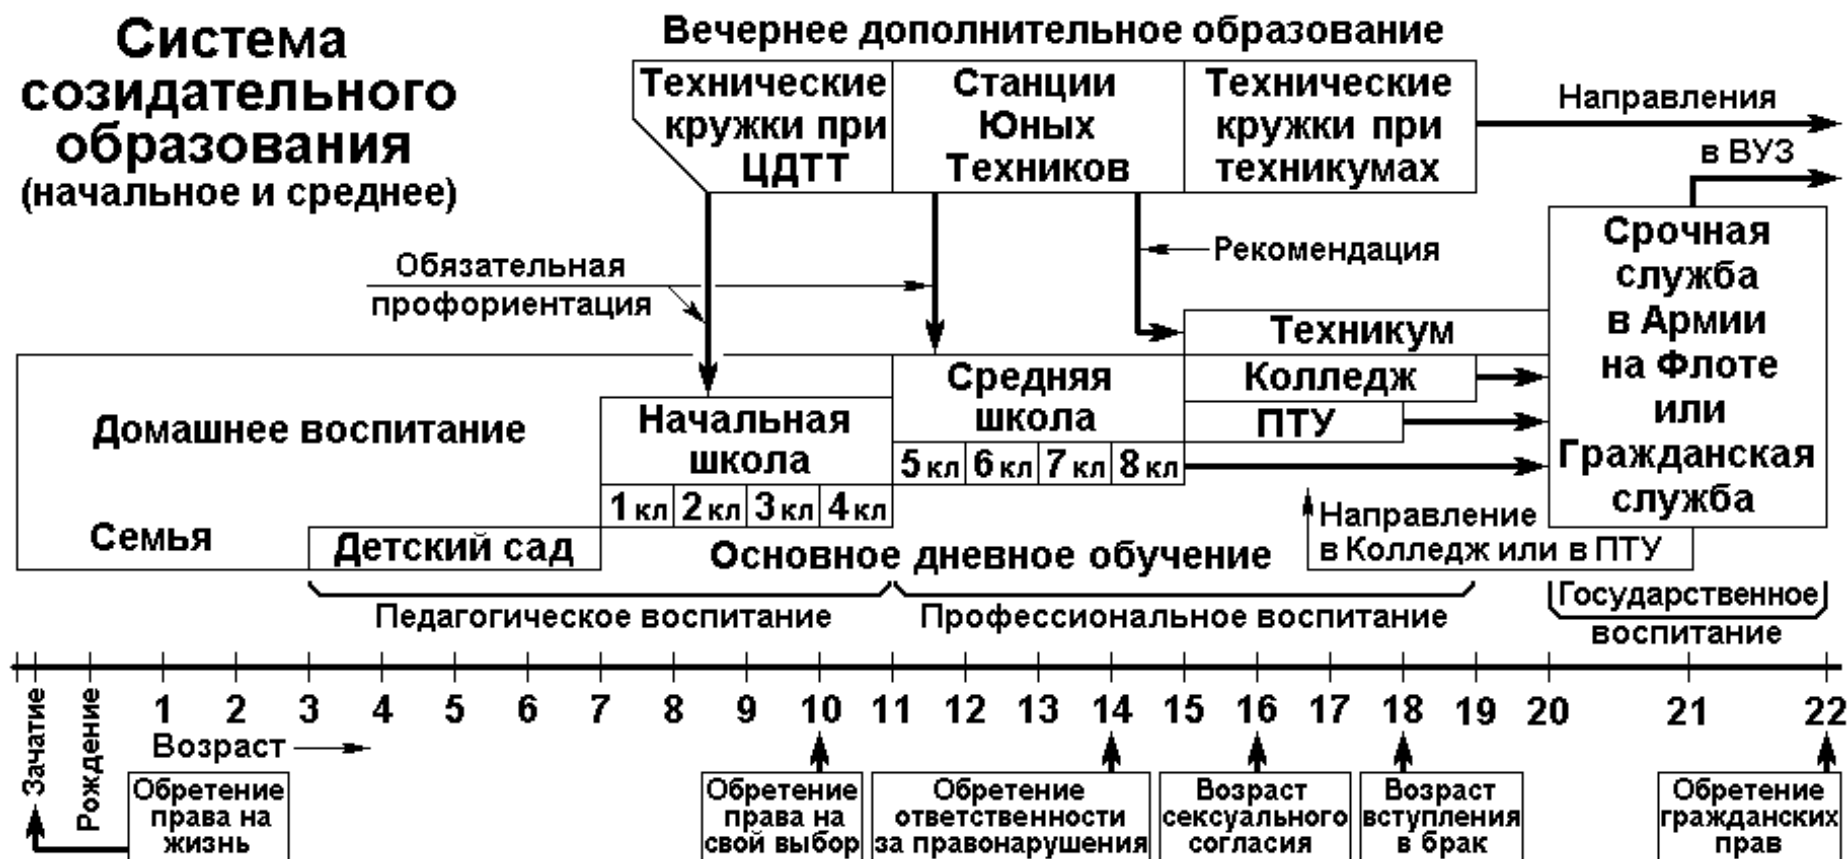 Система
созидательного
образования
(начальное и среднее)
Вечернее дополнительное образование
Технические
кружки при
ЦДТТ
Станции
Юных
Техников
Технические
кружки при
техникумах
Направления
в ВУЗ
Обязательная
профориентация
Рекомендация
Срочная
служба
в Армии
на Флоте
или
Гражданская
служба
Техникум
Колледж
ПТУ
Средняя
школа
5 кл 6 кл 7 кл 8 кл
Домашнее воспитание
Начальная
школа
1 кл 2 кл 3 кл 4 кл
Семья
Детский сад
Основное дневное обучение
Направление
в Колледж или в ПТУ
Педагогическое воспитание
Профессиональное воспитание
Государственное
воспитание
Зачатие
Рождение
1 2 3 4 5 6 7 8 9 10 11 12 13 14 15 16 17 18 19 20 21 22
Возраст
Обретение
права на
жизнь
Обретение
права на
свой выбор
Обретение
ответственности
за правонарушения
Возраст
сексуального
согласия
Возраст
вступления
в брак
Обретение
гражданских
прав